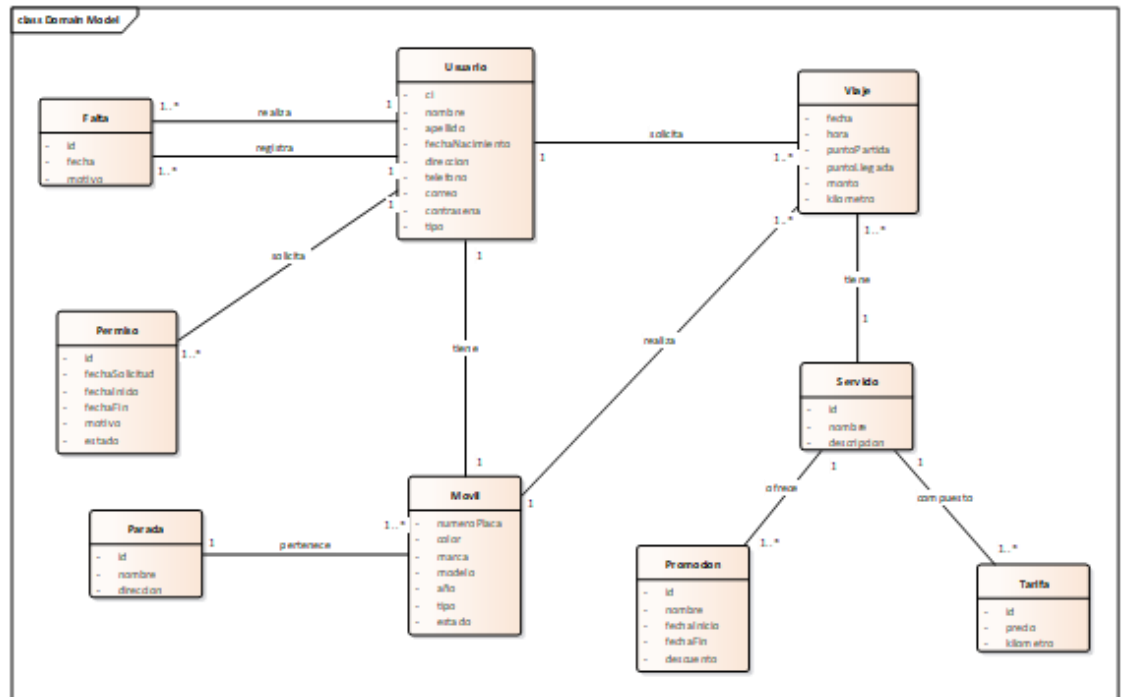 class Domain Model
Usuario
- ci
- nombre
- apellido
- fechaNacimiento
- direccion
- telefono
- correo
- contrasena
- tipo
Falta
- id
- fecha
- motivo
Viaje
- fecha
- hora
- puntoPartida
- puntoLlegada
- monto
- kilometro
1..*
realiza
1
1..*
registra
1
1
solicita
1..*
1
solicita
1..*
1
tiene
1
1..*
realiza
1
1..*
tiene
1
Permiso
- id
- fechaSolicitud
- fechaInicio
- fechaFin
- motivo
- estado
Servicio
- id
- nombre
- descripcion
Movil
- numeroPlaca
- color
- marca
- modelo
- año
- tipo
- estado
Parada
- id
- nombre
- direccion
1
pertenece
1..*
1
ofrece
1..*
1
compuesto
1..*
Promocion
- id
- nombre
- fechaInicio
- fechaFin
- descuento
Tarifa
- id
- precio
- kilometro